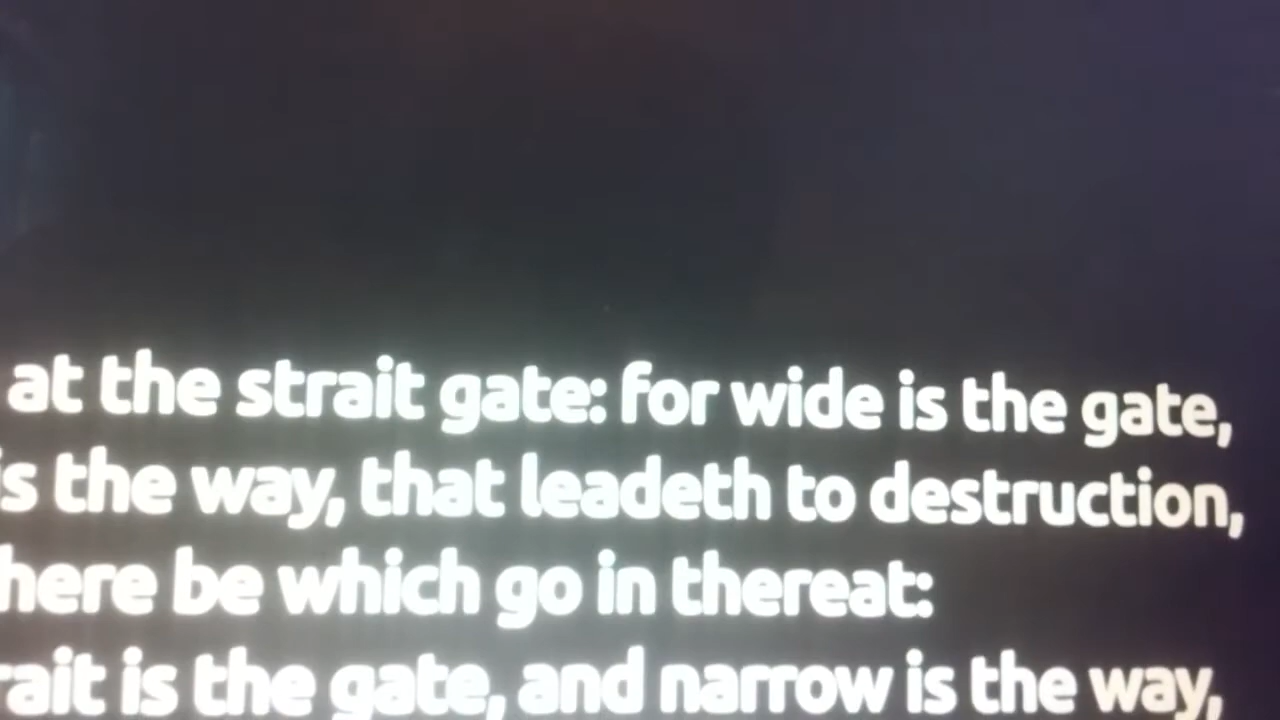 at the strait gate: for wide is the gate,
is the way, that leadeth to destruction,
here be which go in thereat:
rait is the gate, and narrow is the way,